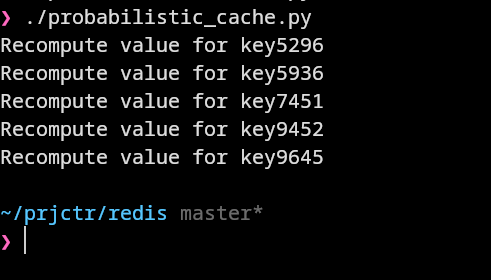 ❯ ./probabilistic_cache.py
Recompute value for key5296
Recompute value for key5936
Recompute value for key7451
Recompute value for key9452
Recompute value for key9645
~/prjctr/redis master*
❯